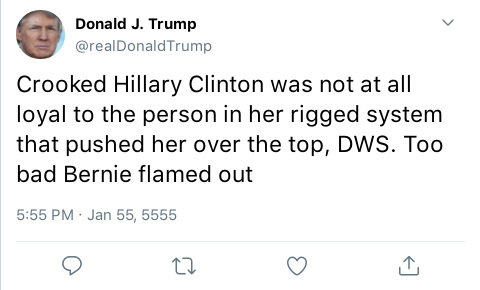 Donald J. Trump
@realDonaldTrump
Crooked Hillary Clinton was not at all
loyal to the person in her rigged system
that pushed her over the top, DWS. Too
bad Bernie flamed out
5:55 PM · Jan 55, 5555